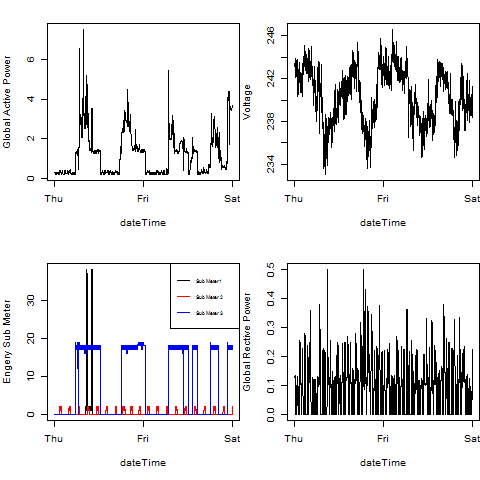 Global Active Power
0 2 4 6
Thu Fri Sat
dateTime
Voltage
234 238 242 246
Thu Fri Sat
dateTime
Engery Sub Meter
0 10 20 30
Sub Meter 1
Sub Meter 2
Sub Meter 3
Thu Fri Sat
dateTime
Global Rective Power
0.0 0.1 0.2 0.3 0.4 0.5
Thu Fri Sat
dateTime